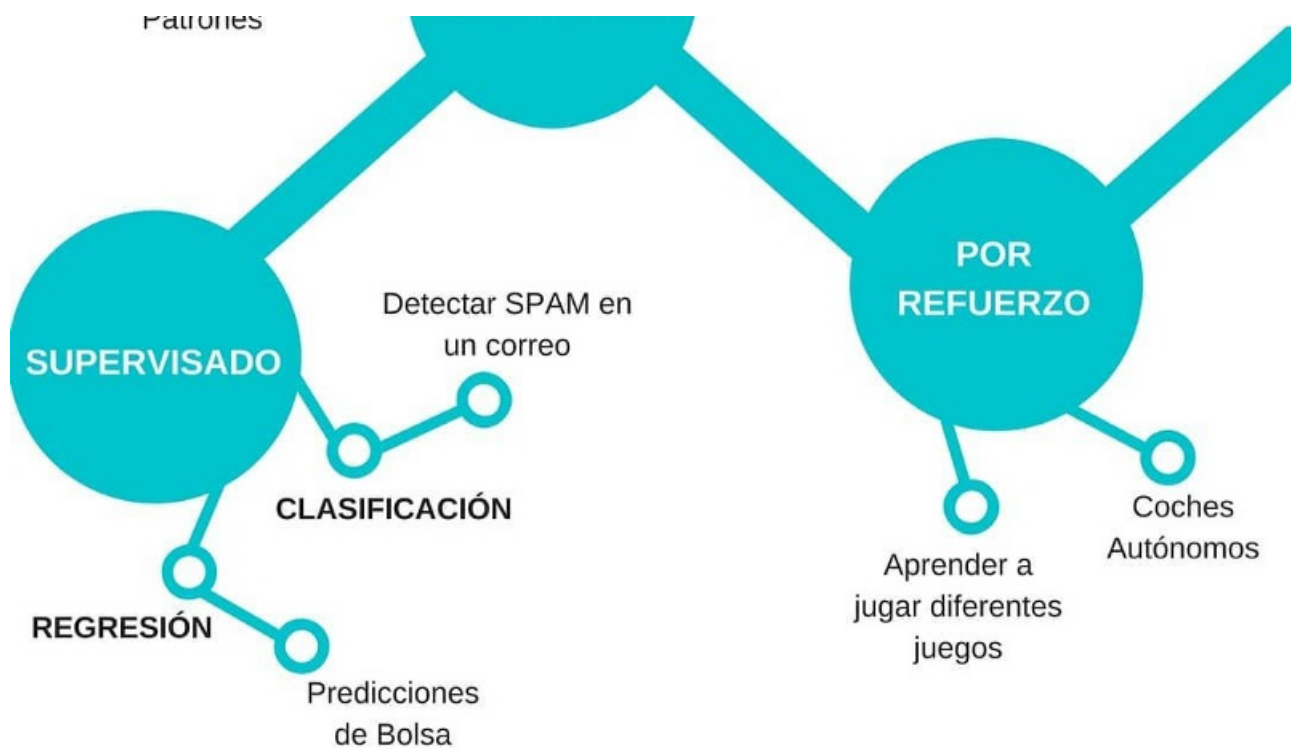 Patrones
SUPERVISADO
Detectar SPAM en
un correo
CLASIFICACIÓN
REGRESIÓN
Predicciones
de Bolsa
POR
REFUERZO
Aprender a
jugar diferentes
juegos
Coches
Autónomos